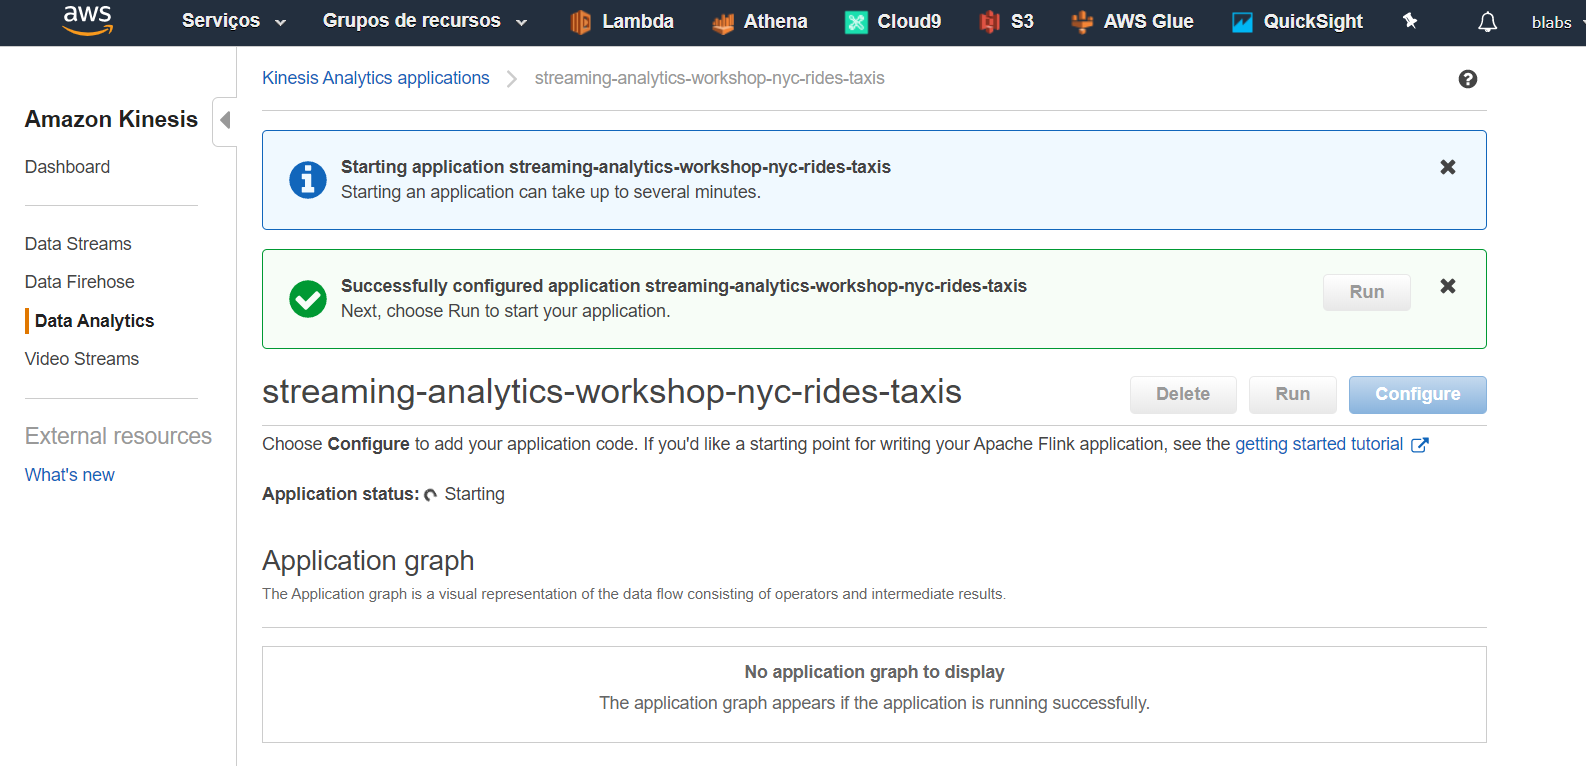 aws Serviços Grupos de recursos Lambda Athena Cloud9 S3 AWS Glue QuickSight blabs
Kinesis Analytics applications streaming-analytics-workshop-nyc-rides-taxis
Amazon Kinesis
Dashboard
Data Streams
Data Firehose
Data Analytics
Video Streams
External resources
What's new
Starting application streaming-analytics-workshop-nyc-rides-taxis
Starting an application can take up to several minutes.
Successfully configured application streaming-analytics-workshop-nyc-rides-taxis
Next, choose Run to start your application.
Run
streaming-analytics-workshop-nyc-rides-taxis
Delete Run Configure
Choose Configure to add your application code. If you'd like a starting point for writing your Apache Flink application, see the getting started tutorial
Application status: Starting
Application graph
The Application graph is a visual representation of the data flow consisting of operators and intermediate results.
No application graph to display
The application graph appears if the application is running successfully.